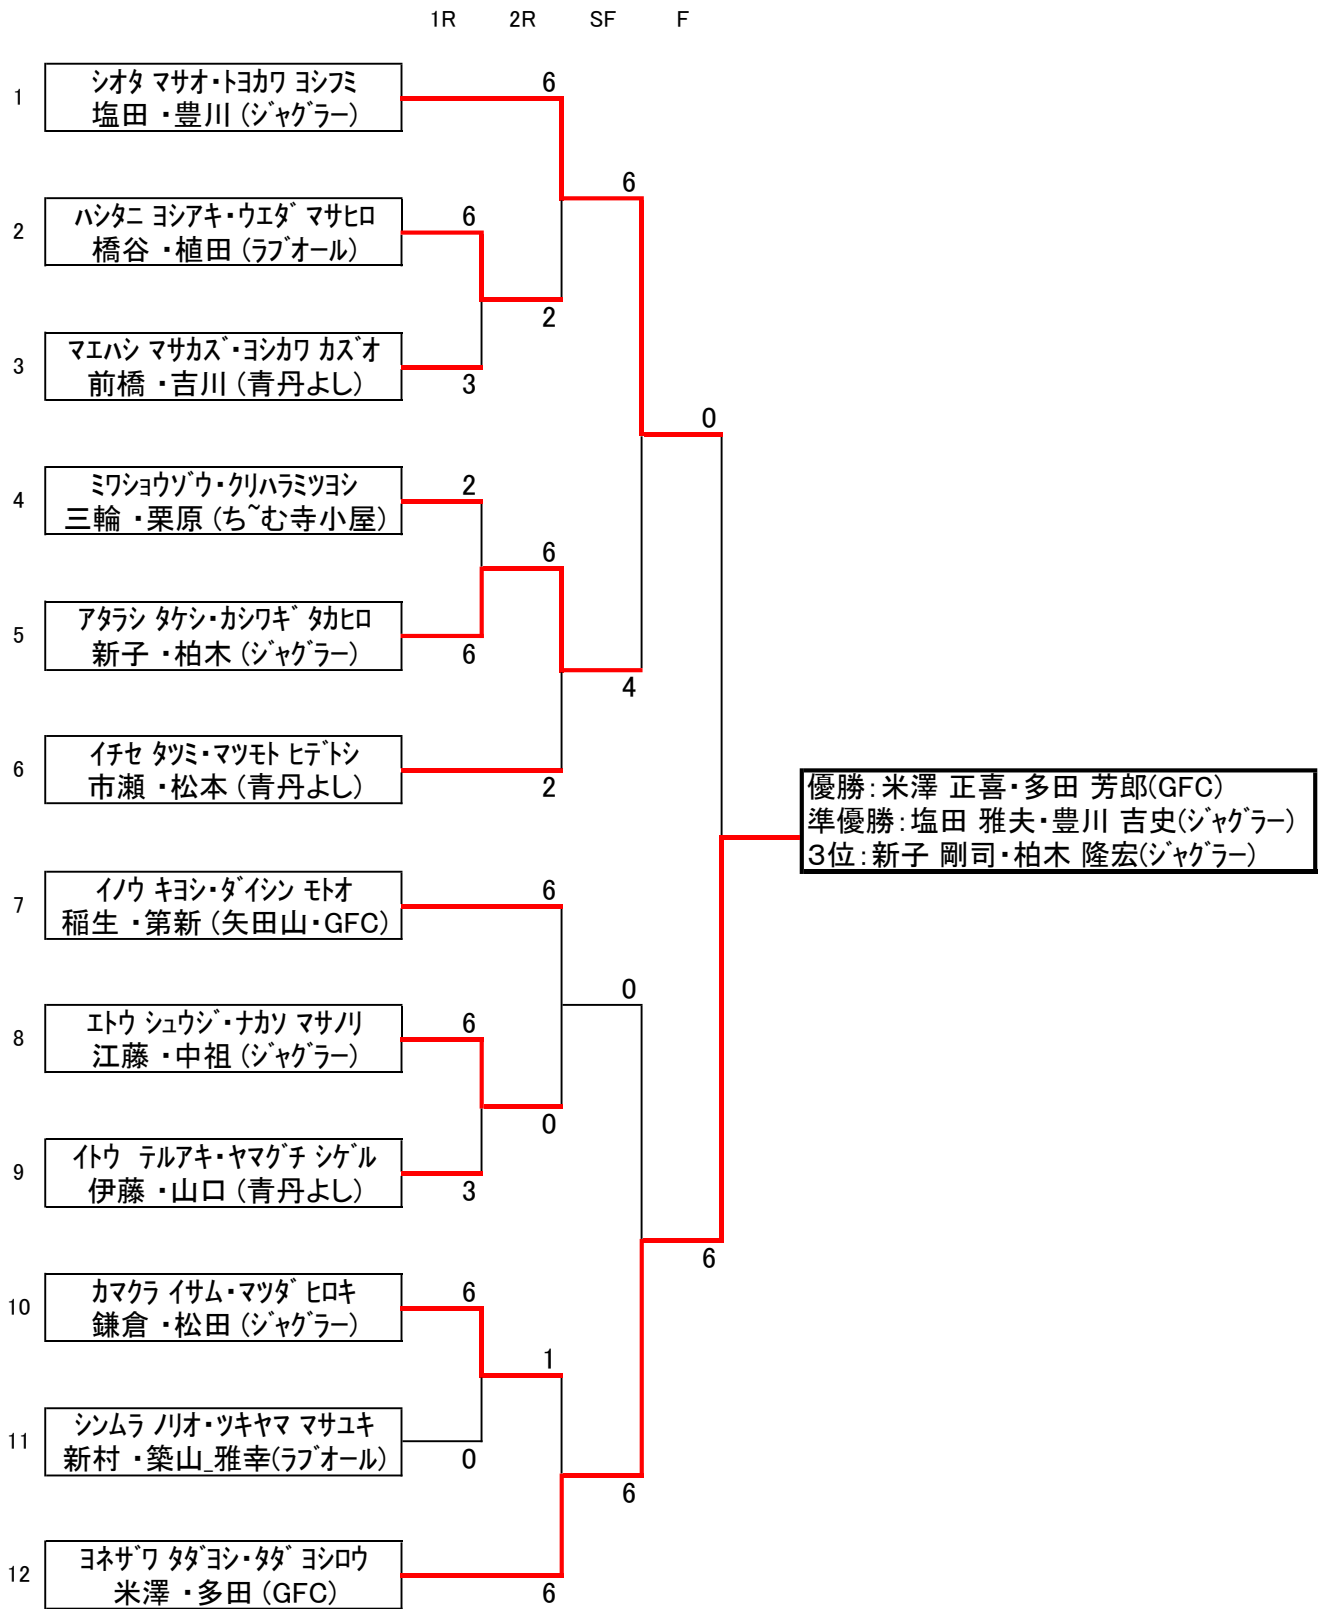 1R 2R SF F
1
シオタ マサオ・トヨカワ ヨシフミ
塩田 ・豊川 (ジャグラー)
6
6
2
ハシタニ ヨシアキ・ウエダ マサヒロ
橋谷 ・植田 (ラブオール)
6
2
3
マエハシ マサカズ・ヨシカワ カズオ
前橋 ・吉川 (青丹よし)
3
0
4
ミワショウゾウ・クリハラミツヨシ
三輪 ・栗原 (ち~む寺小屋)
2
6
5
アタラシ タケシ・カシワギ タカヒロ
新子 ・柏木 (ジャグラー)
6
4
6
イチセ タツミ・マツモト ヒデトシ
市瀬 ・松本 (青丹よし)
2
優勝:米澤 正喜・多田 芳郎(GFC)
準優勝:塩田 雅夫・豊川 吉史(ジャグラー)
3位:新子 剛司・柏木 隆宏(ジャグラー)
7
イノウ キヨシ・ダイシン モトオ
稲生 ・第新 (矢田山・GFC)
6
0
8
エトウ シュウジ・ナカソ マサノリ
江藤 ・中祖 (ジャグラー)
6
0
9
イトウ テルアキ・ヤマグチ シゲル
伊藤 ・山口 (青丹よし)
3
6
10
カマクラ イサム・マツダ ヒロキ
鎌倉 ・松田 (ジャグラー)
6
1
11
シンムラ ノリオ・ツキヤマ マサユキ
新村 ・築山_雅幸(ラブオール)
0
6
12
ヨネザワ タダヨシ・タダ ヨシロウ
米澤 ・多田 (GFC)
6